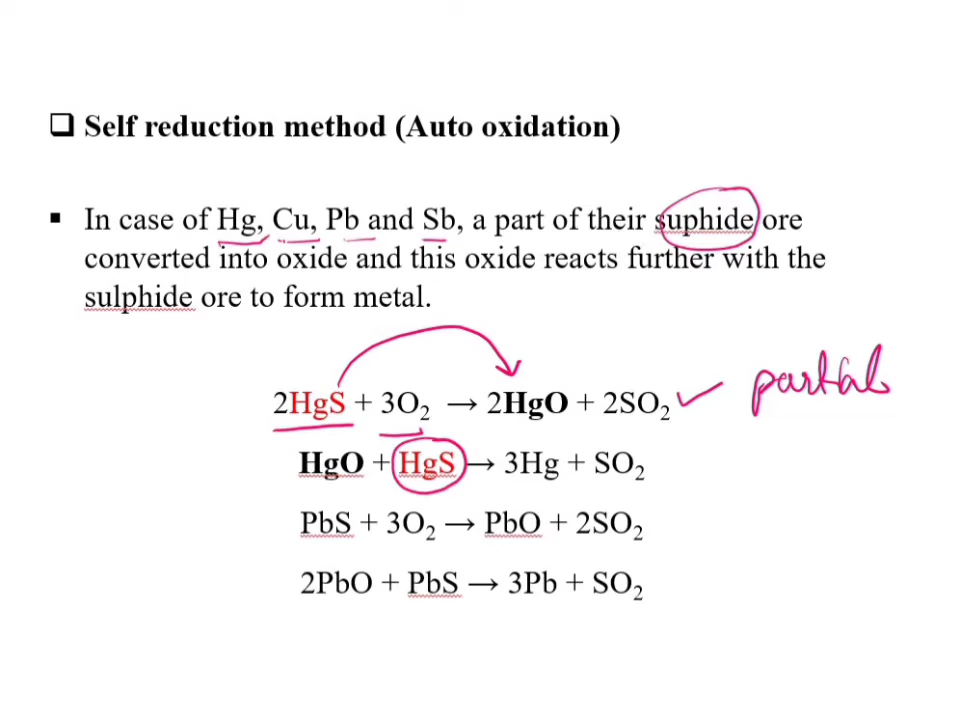 ❑ Self reduction method (Auto oxidation)
▪ In case of Hg, Cu, Pb and Sb, a part of their suphide ore
converted into oxide and this oxide reacts further with the
sulphide ore to form metal.
2HgS + 3O₂ → 2HgO + 2SO₂ ✓ partial
HgO + HgS → 3Hg + SO₂
PbS + 3O₂ → PbO + 2SO₂
2PbO + PbS → 3Pb + SO₂